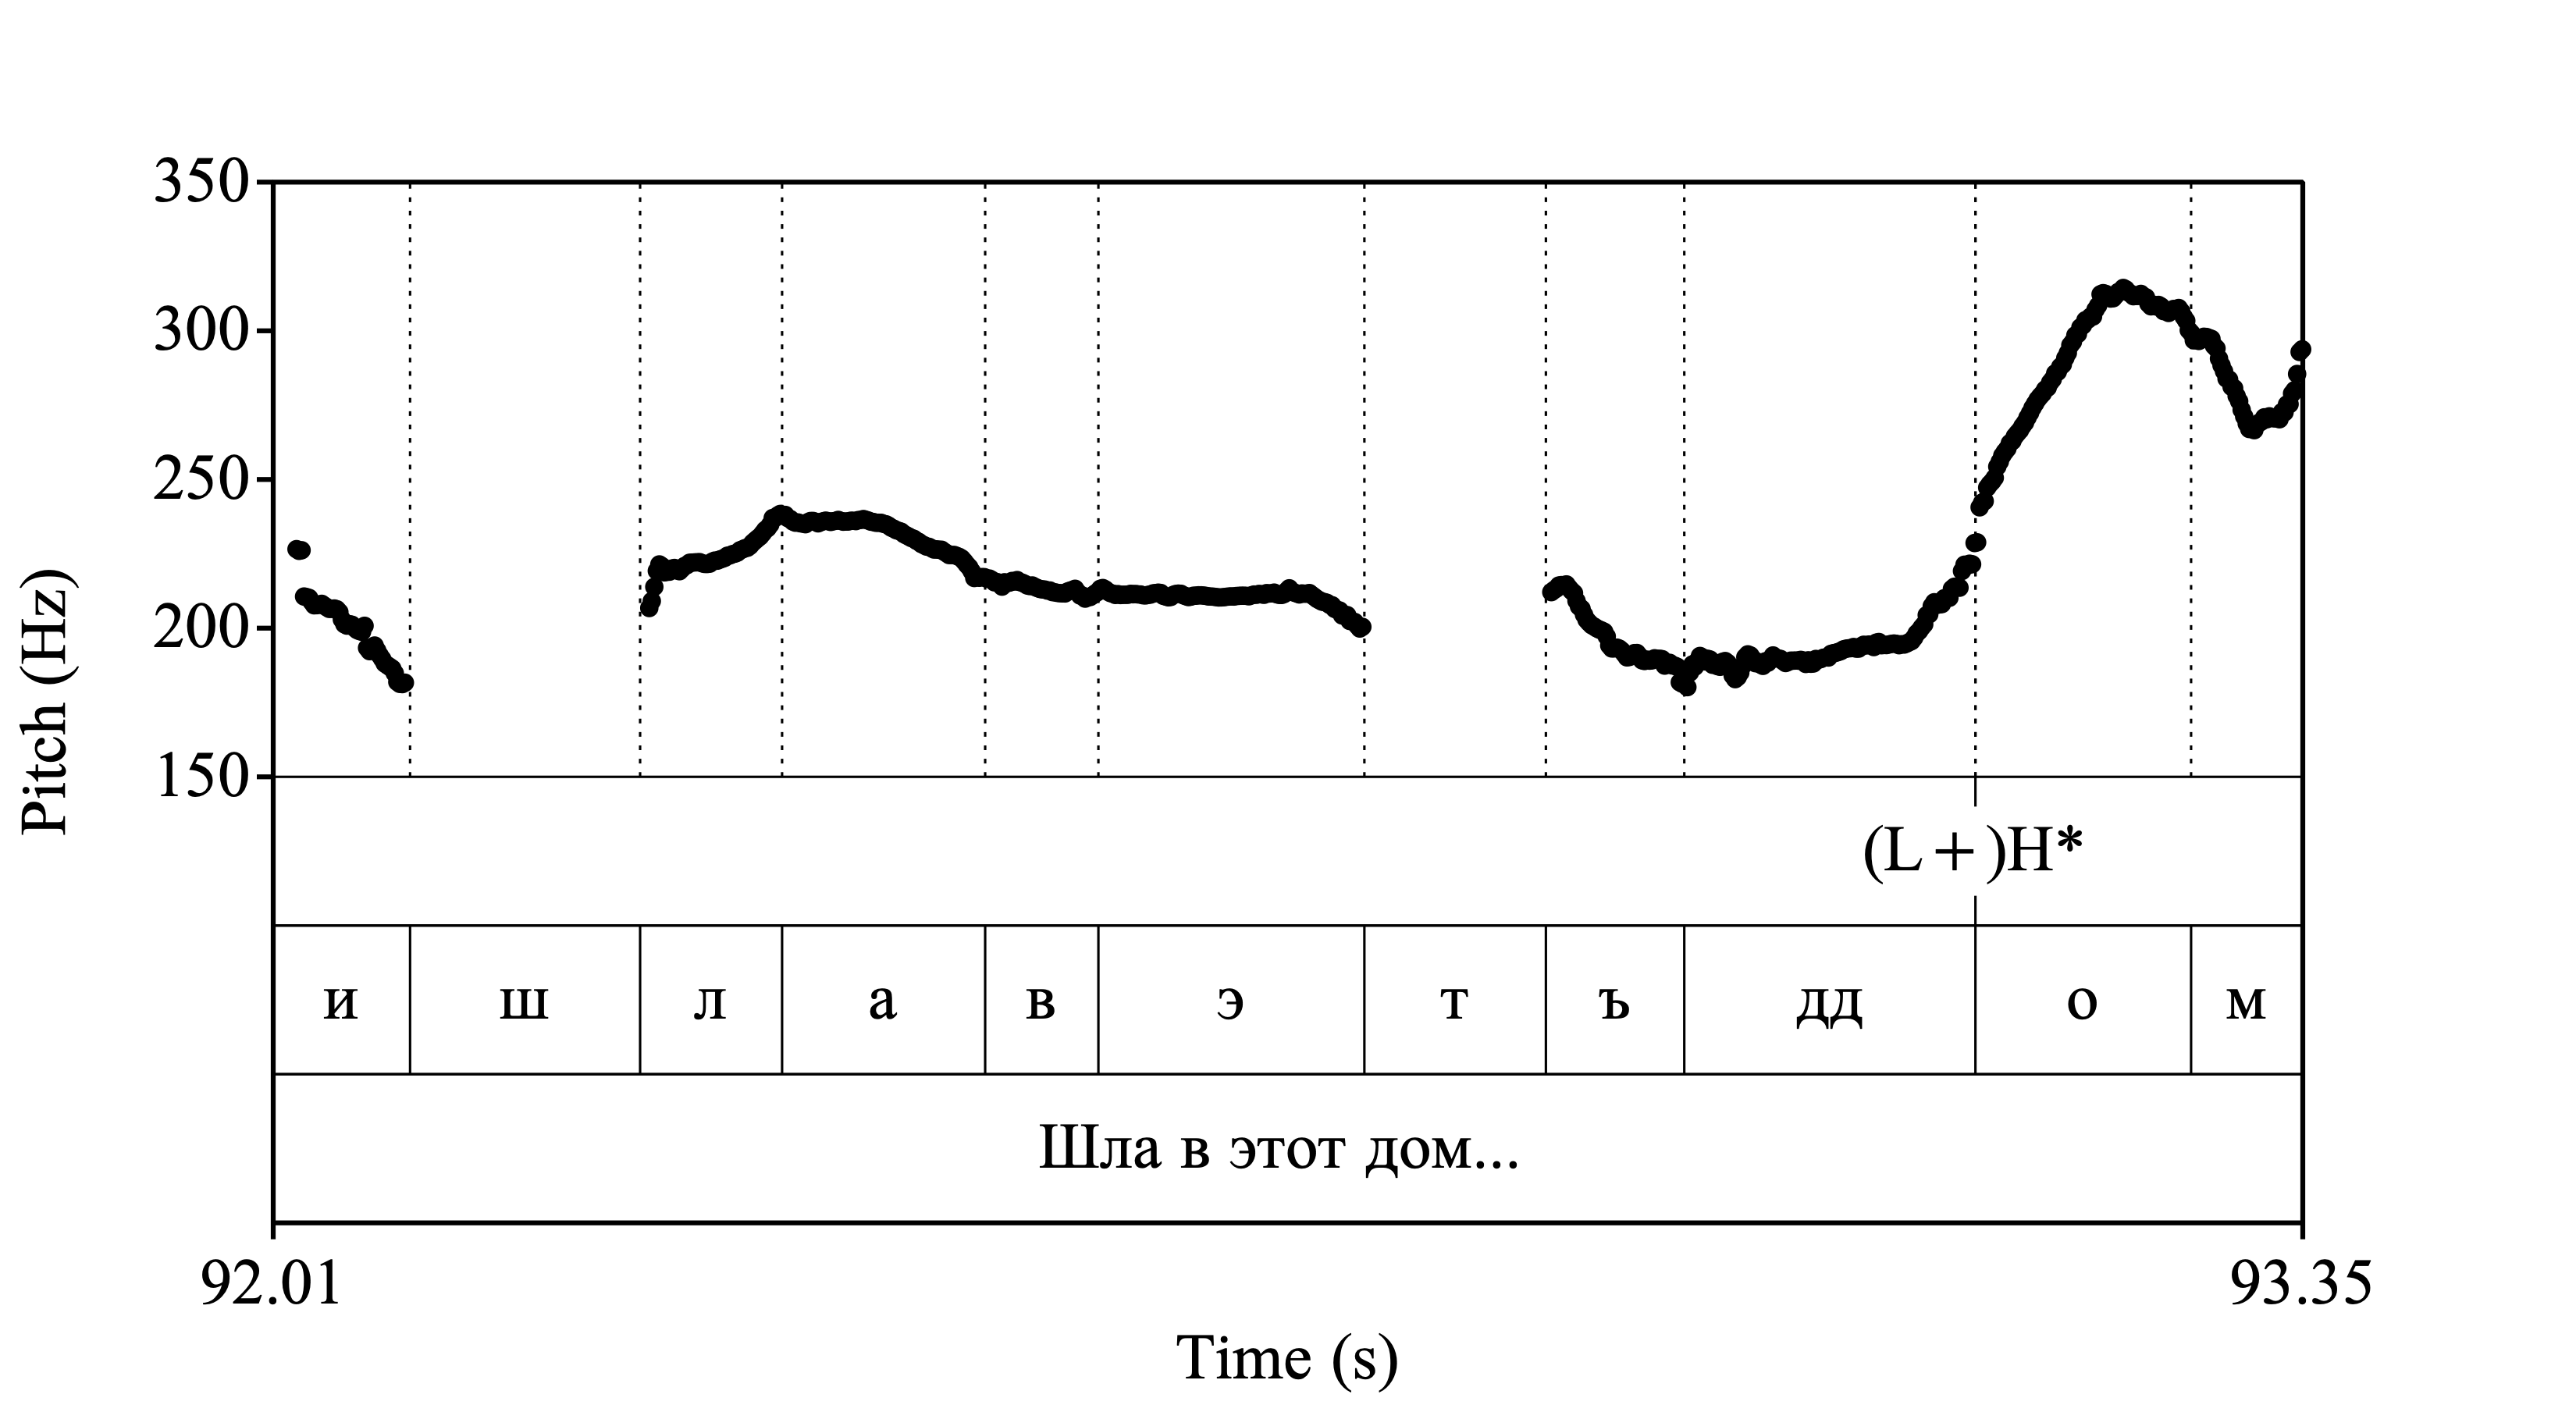 350
300
250
200
150
Pitch (Hz)
(L+)H*
и ш л а в э т ъ дд о м
Шла в этот дом...
92.01 93.35
Time (s)